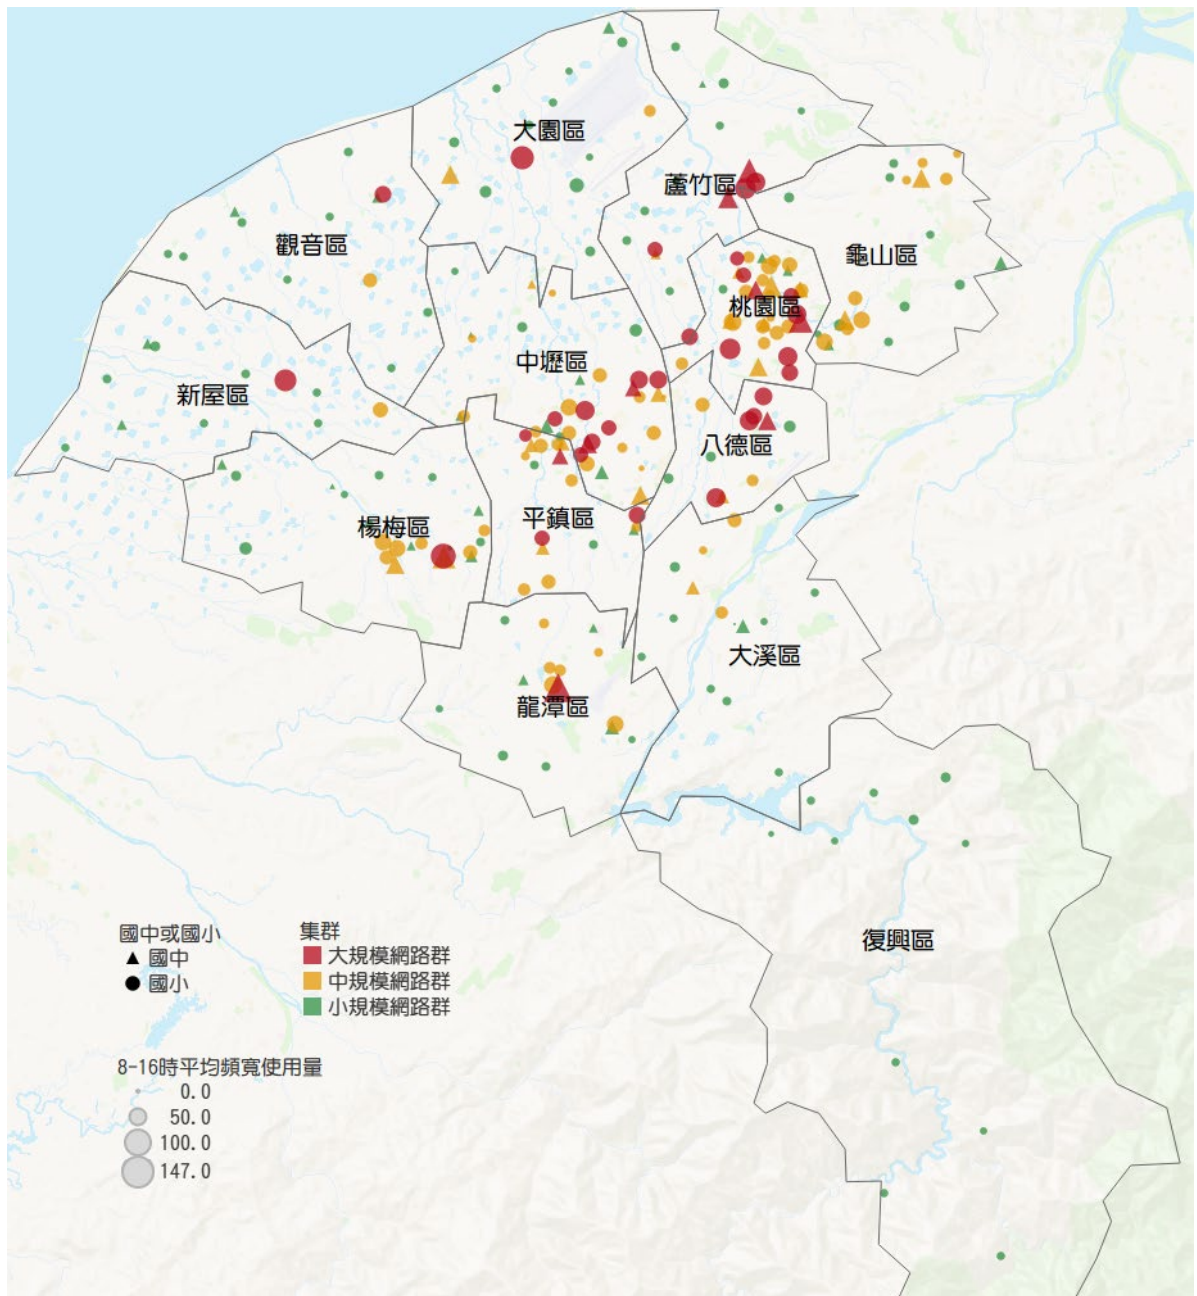 大園區
蘆竹區
觀音區
龜山區
桃園區
中壢區
新屋區
八德區
平鎮區
楊梅區
大溪區
龍潭區
復興區
國中或國小
國中
國小
集群
大規模網路群
中規模網路群
小規模網路群
8-16時平均頻寬使用量
0.0
50.0
100.0
147.0